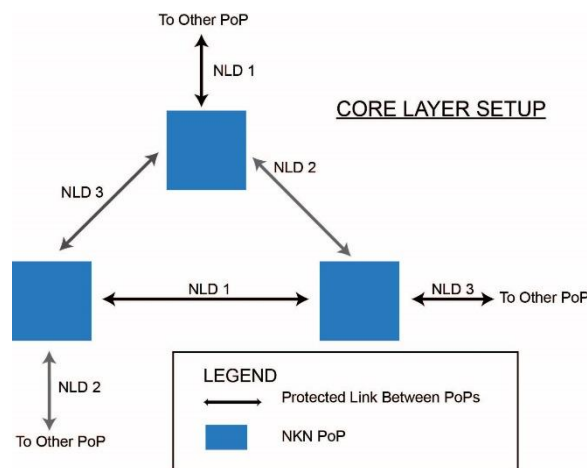 To Other PoP
NLD 1
CORE LAYER SETUP
NLD 3
NLD 2
NLD 1
NLD 3
To Other PoP
NLD 2
To Other PoP
LEGEND
Protected Link Between PoPs
NKN PoP